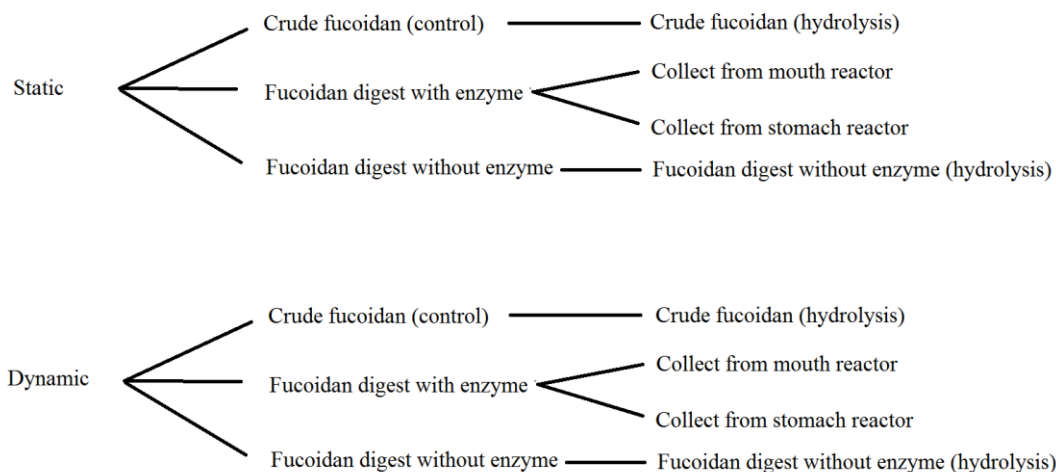 Crude fucoidan (control)
Crude fucoidan (hydrolysis)
Collect from mouth reactor
Static
Fucoidan digest with enzyme
Collect from stomach reactor
Fucoidan digest without enzyme
Fucoidan digest without enzyme (hydrolysis)
Crude fucoidan (control)
Crude fucoidan (hydrolysis)
Collect from mouth reactor
Dynamic
Fucoidan digest with enzyme
Collect from stomach reactor
Fucoidan digest without enzyme
Fucoidan digest without enzyme (hydrolysis)